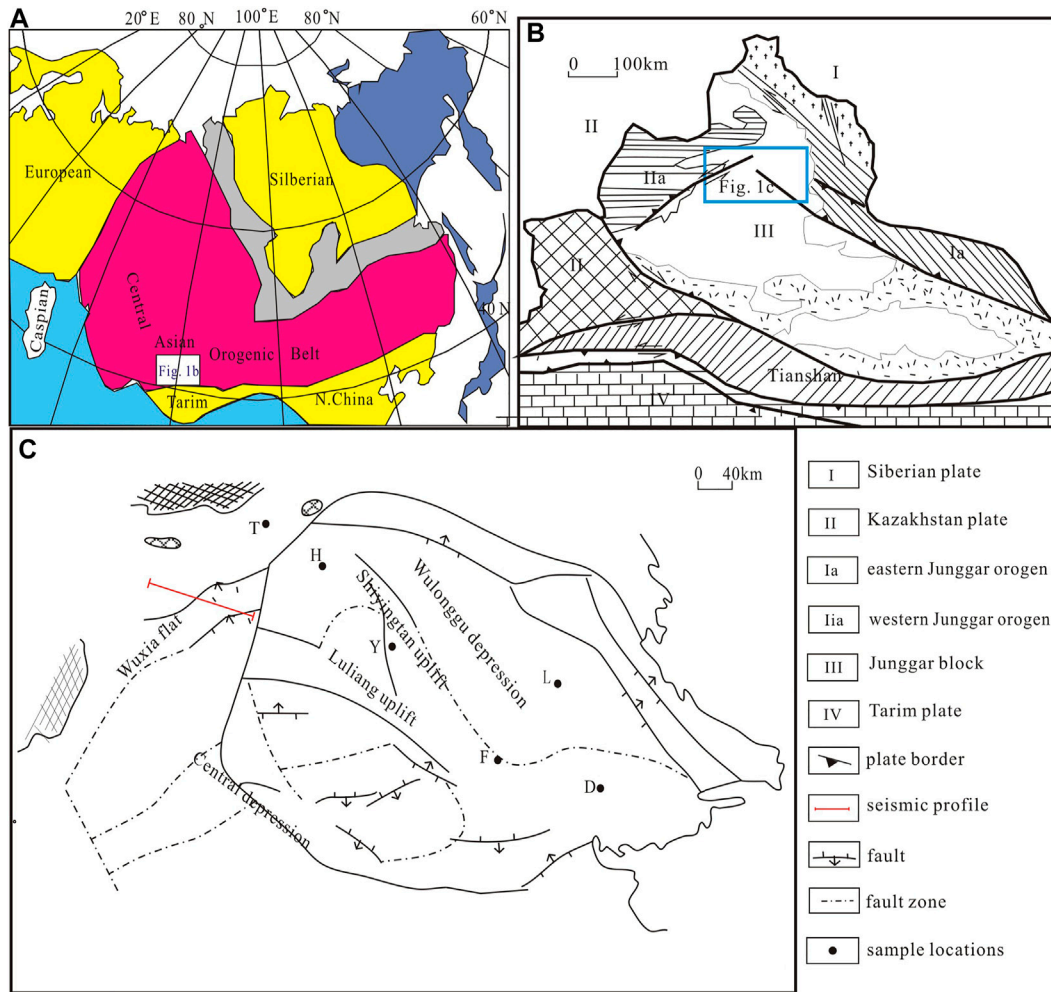 A
20°E
80°N
100°E
80°N
60°N
European
Silberian
Caspian
Central
Asian
Orogenic
Belt
40 N
Fig. 1b
Tarim
N.China
B
0 100km
I
II
IIa
Fig. 1c
III
Ia
II
Tianshan
IV
C
0 40km
T
H
Shiyingtan uplift
Wulonggu depression
Wuxia flat
Y
Luliang uplift
L
F
D
Central depression
I Siberian plate
II Kazakhstan plate
Ia eastern Junggar orogen
Iia western Junggar orogen
III Junggar block
IV Tarim plate
plate border
seismic profile
fault
fault zone
sample locations